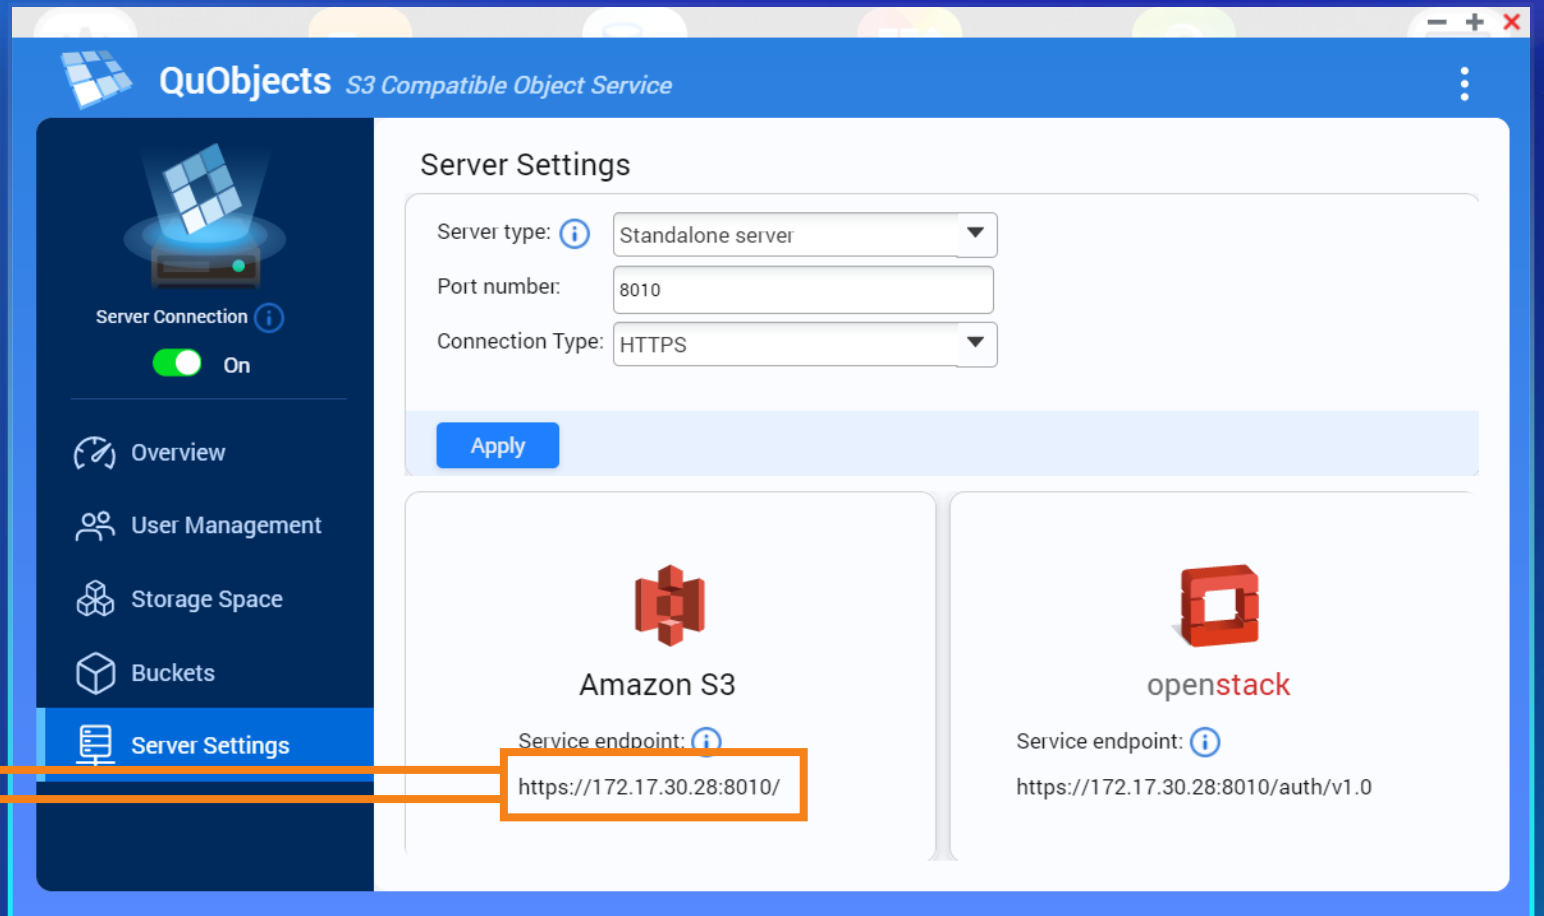 QuObjects S3 Compatible Object Service
Server Connection
On
Overview
User Management
Storage Space
Buckets
Server Settings
Server Settings
Server type: Standalone server
Port number: 8010
Connection Type: HTTPS
Apply
Amazon S3
Service endpoint:
https://172.17.30.28:8010/
openstack
Service endpoint:
https://172.17.30.28:8010/auth/v1.0